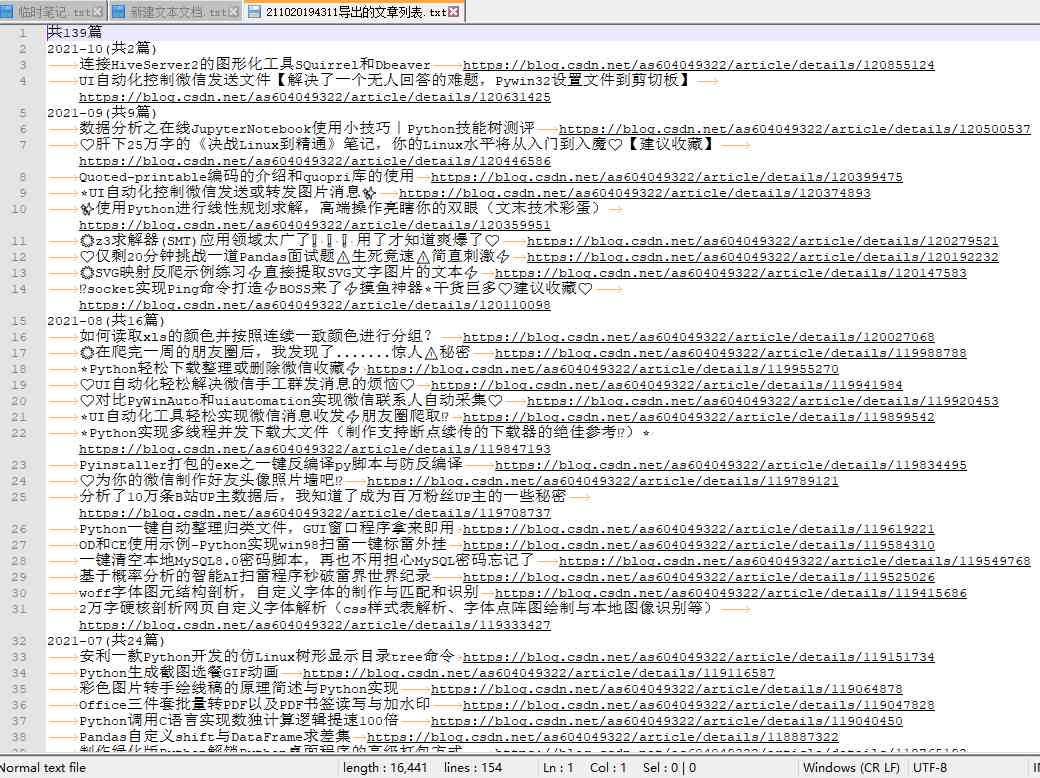 临时笔记.txt 新建文本文档.txt 211020194311导出的文章列表.txt
1 共139篇
2 2021-10(共2篇)
3 连接HiveServer2的图形化工具SQuirrel和Dbeaver https://blog.csdn.net/as604049322/article/details/120855124
4 UI自动化控制微信发送文件【解决了一个无人回答的难题，Pywin32设置文件到剪切板】
https://blog.csdn.net/as604049322/article/details/120631425
5 2021-09(共9篇)
6 数据分析之在线JupyterNotebook使用小技巧｜Python技能树测评 https://blog.csdn.net/as604049322/article/details/120500537
7 ♡肝下25万字的《决战Linux到精通》笔记，你的Linux水平将从入门到入魔♡【建议收藏】
https://blog.csdn.net/as604049322/article/details/120446586
8 Quoted-printable编码的介绍和quopri库的使用 https://blog.csdn.net/as604049322/article/details/120399475
9 ⭐UI自动化控制微信发送或转发图片消息✨ https://blog.csdn.net/as604049322/article/details/120374893
10 ✨使用Python进行线性规划求解，高端操作亮瞎你的双眼（文末技术彩蛋）
https://blog.csdn.net/as604049322/article/details/120359951
11 z3求解器(SMT)应用领域太广了❗❗❗用了才知道爽爆了♡ https://blog.csdn.net/as604049322/article/details/120279521
12 ♡仅剩20分钟挑战一道Pandas面试题⚠生死竞速⚠简直刺激⚡ https://blog.csdn.net/as604049322/article/details/120192232
13 SVG映射反爬示例练习⚡直接提取SVG文字图片的文本⚡ https://blog.csdn.net/as604049322/article/details/120147583
14 ⁉socket实现Ping命令打造⚡BOSS来了⚡摸鱼神器⭐干货巨多♡建议收藏♡
https://blog.csdn.net/as604049322/article/details/120110098
15 2021-08(共16篇)
16 如何读取xls的颜色并按照连续一致颜色进行分组？ https://blog.csdn.net/as604049322/article/details/120027068
17 在爬完一周的朋友圈后，我发现了.......惊人⚠秘密 https://blog.csdn.net/as604049322/article/details/119988788
18 ⭐Python轻松下载整理或删除微信收藏⚡ https://blog.csdn.net/as604049322/article/details/119955270
19 ♡UI自动化轻松解决微信手工群发消息的烦恼♡ https://blog.csdn.net/as604049322/article/details/119941984
20 ♡对比PyWinAuto和uiautomation实现微信联系人自动采集♡ https://blog.csdn.net/as604049322/article/details/119920453
21 ⭐UI自动化工具轻松实现微信消息收发⚡朋友圈爬取⁉ https://blog.csdn.net/as604049322/article/details/119899542
22 ⭐Python实现多线程并发下载大文件（制作支持断点续传的下载器的绝佳参考⁉）⭐
https://blog.csdn.net/as604049322/article/details/119847193
23 Pyinstaller打包的exe之一键反编译py脚本与防反编译 https://blog.csdn.net/as604049322/article/details/119834495
24 ♡为你的微信制作好友头像照片墙吧⁉ https://blog.csdn.net/as604049322/article/details/119789121
25 分析了10万条B站UP主数据后，我知道了成为百万粉丝UP主的一些秘密
https://blog.csdn.net/as604049322/article/details/119708737
26 Python一键自动整理归类文件，GUI窗口程序拿来即用 https://blog.csdn.net/as604049322/article/details/119619221
27 OD和CE使用示例-Python实现win98扫雷一键标雷外挂 https://blog.csdn.net/as604049322/article/details/119584310
28 一键清空本地MySQL8.0密码脚本，再也不用担心MySQL密码忘记了 https://blog.csdn.net/as604049322/article/details/119549768
29 基于概率分析的智能AI扫雷程序秒破雷界世界纪录 https://blog.csdn.net/as604049322/article/details/119525026
30 woff字体图元结构剖析，自定义字体的制作与匹配和识别 https://blog.csdn.net/as604049322/article/details/119415686
31 2万字硬核剖析网页自定义字体解析（css样式表解析、字体点阵图绘制与本地图像识别等）
https://blog.csdn.net/as604049322/article/details/119333427
32 2021-07(共24篇)
33 安利一款Python开发的仿Linux树形显示目录tree命令 https://blog.csdn.net/as604049322/article/details/119151734
34 Python生成截图选餐GIF动画 https://blog.csdn.net/as604049322/article/details/119116587
35 彩色图片转手绘线稿的原理简述与Python实现 https://blog.csdn.net/as604049322/article/details/119064878
36 Office三件套批量转PDF以及PDF书签读写与加水印 https://blog.csdn.net/as604049322/article/details/119047828
37 Python调用C语言实现数独计算逻辑提速100倍 https://blog.csdn.net/as604049322/article/details/119040450
38 Pandas自定义shift与DataFrame求差集 https://blog.csdn.net/as604049322/article/details/118887322
Normal text file length : 16,441 lines : 154 Ln : 1 Col : 1 Sel : 0 | 0 Windows (CR LF) UTF-8